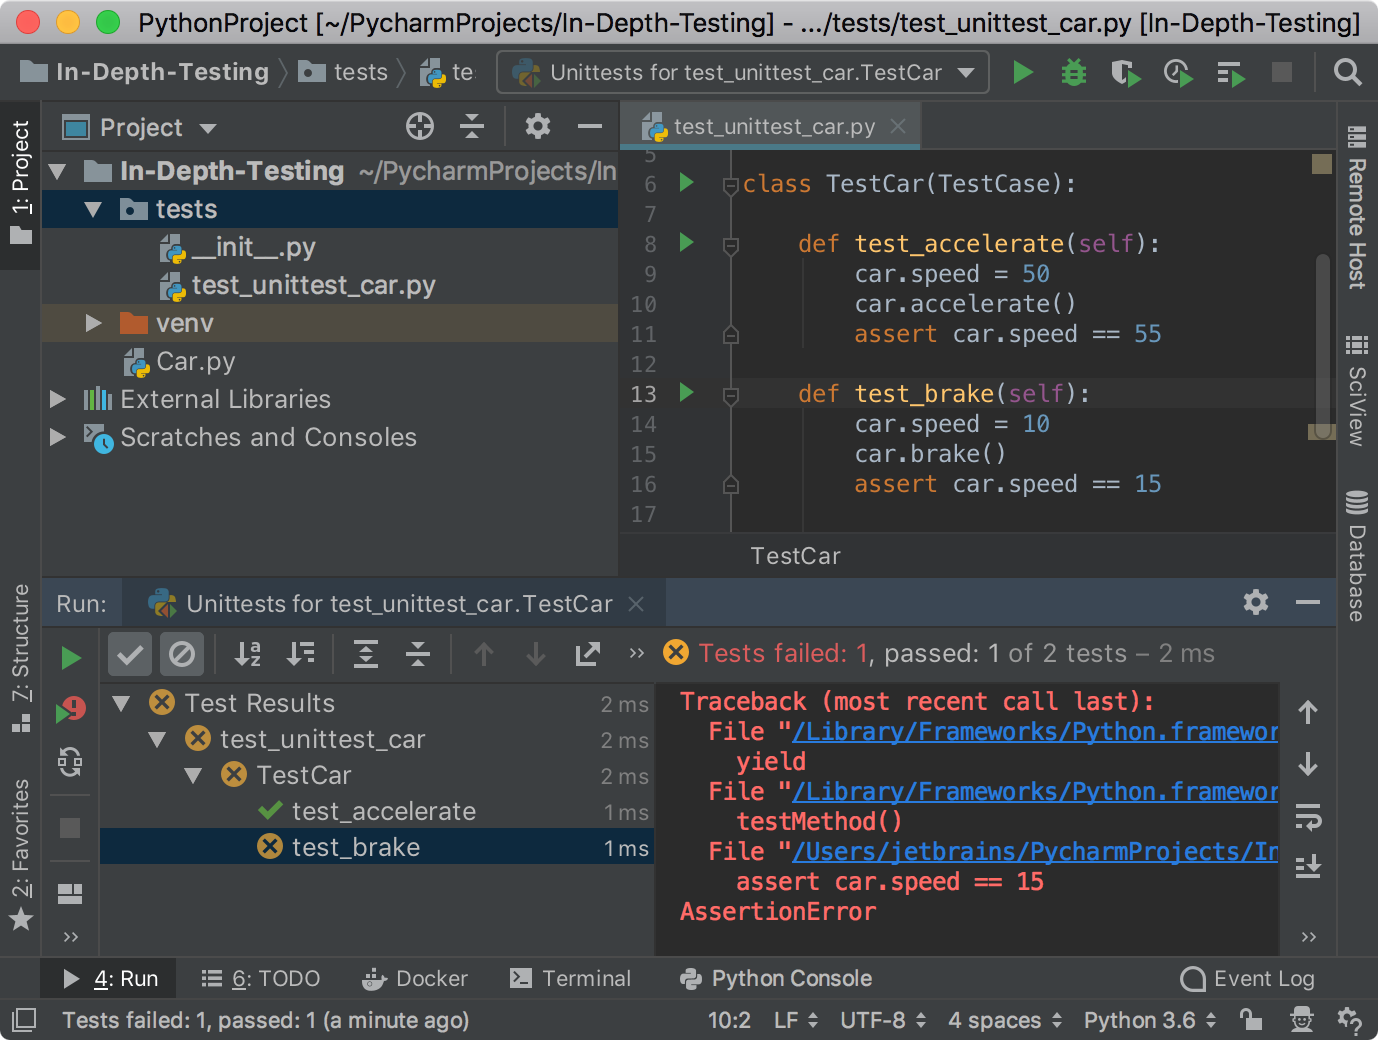 PythonProject [~/PycharmProjects/In-Depth-Testing] - .../tests/test_unittest_car.py [In-Depth-Testing]
In-Depth-Testing tests te Unittests for test_unittest_car.TestCar
1: Project
7: Structure
2: Favorites
Project
In-Depth-Testing ~/PycharmProjects/In
tests
__init__.py
test_unittest_car.py
venv
Car.py
External Libraries
Scratches and Consoles
test_unittest_car.py
5
6 class TestCar(TestCase):
7
8 def test_accelerate(self):
9 car.speed = 50
10 car.accelerate()
11 assert car.speed == 55
12
13 def test_brake(self):
14 car.speed = 10
15 car.brake()
16 assert car.speed == 15
17
TestCar
Remote Host
SciView
Database
Run: Unittests for test_unittest_car.TestCar
Tests failed: 1, passed: 1 of 2 tests – 2 ms
Test Results 2 ms
test_unittest_car 2 ms
TestCar 2 ms
test_accelerate 1 ms
test_brake 1 ms
Traceback (most recent call last):
File "/Library/Frameworks/Python.framewor
yield
File "/Library/Frameworks/Python.framewor
testMethod()
File "/Users/jetbrains/PycharmProjects/In
assert car.speed == 15
AssertionError
4: Run 6: TODO Docker Terminal Python Console Event Log
Tests failed: 1, passed: 1 (a minute ago) 10:2 LF UTF-8 4 spaces Python 3.6